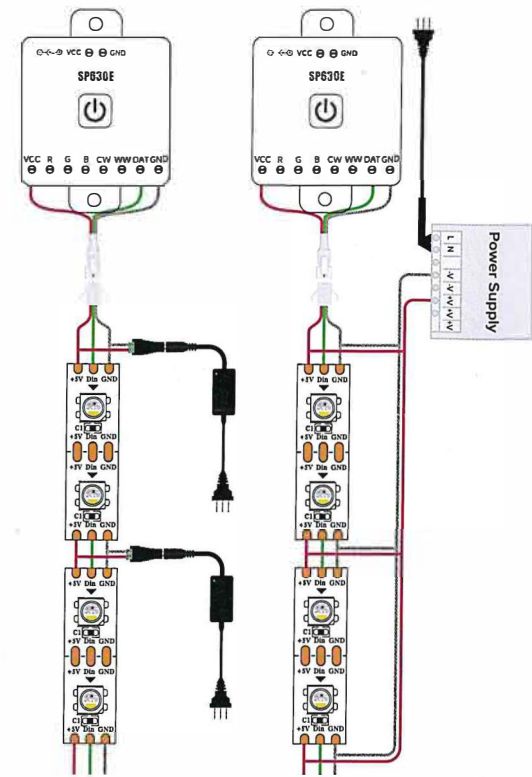 VCC GND
SP630E
VCC R G B CW WW DAT GND
+5V Din GND
C1
+5V Din GND
+5V Din GND
C1
+5V Din GND
+5V Din GND
C1
+5V Din GND
+5V Din GND
C1
+5V Din GND
VCC GND
SP630E
VCC R G B CW WW DAT GND
+5V Din GND
C1
+5V Din GND
+5V Din GND
C1
+5V Din GND
+5V Din GND
C1
+5V Din GND
+5V Din GND
C1
+5V Din GND
Power Supply
L
N
-V
-V
+V
+V
+V